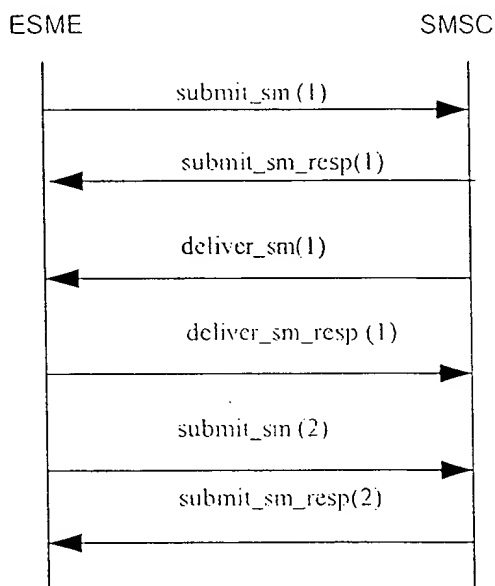 ESME SMSC
submit_sm (1)
submit_sm_resp(1)
deliver_sm(1)
deliver_sm_resp (1)
submit_sm (2)
submit_sm_resp(2)